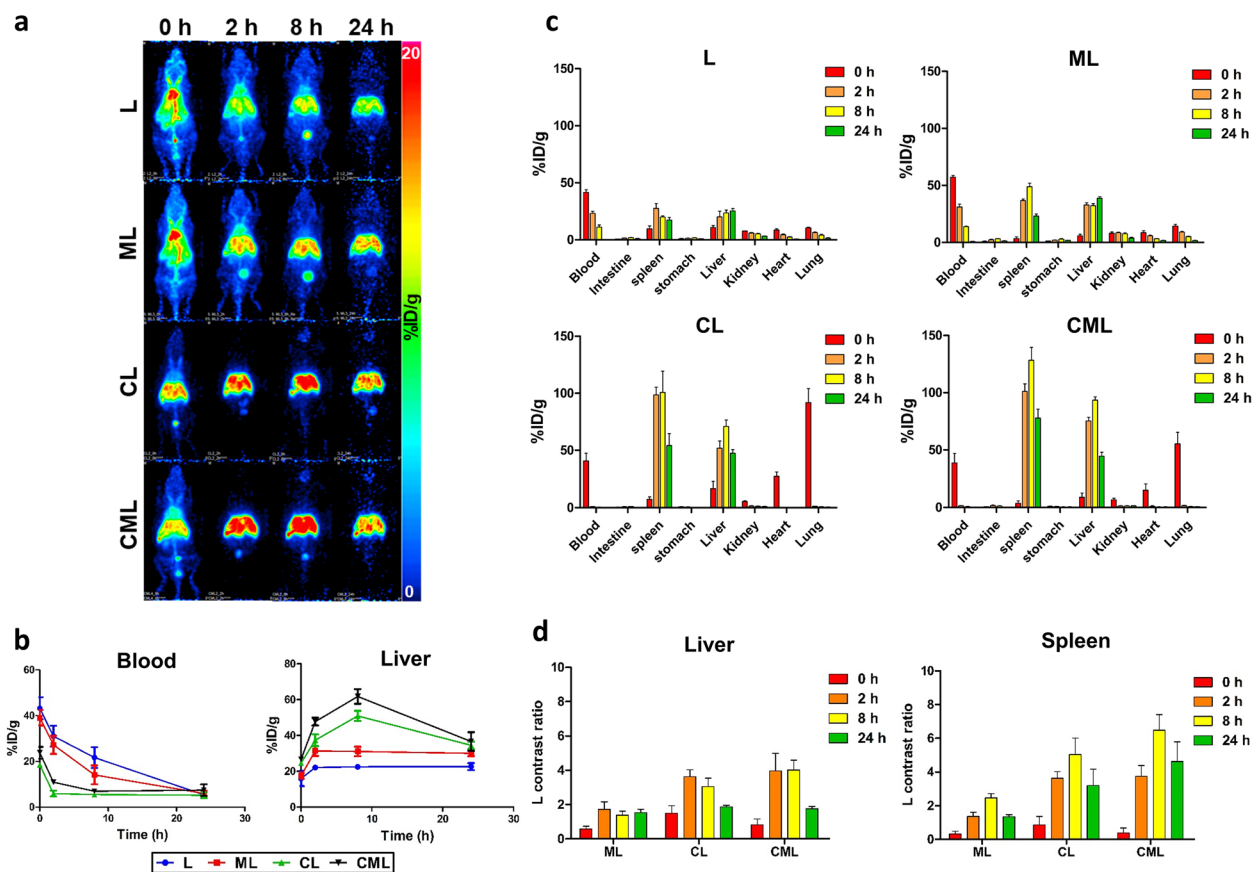 a
0 h 2 h 8 h 24 h
L
ML
CL
CML
20
%ID/g
0
b
Blood
%ID/g
60
40
20
0
0 10 20 30
Time (h)
Liver
%ID/g
80
60
40
20
0
0 10 20 30
Time (h)
L ML CL CML
c
L
%ID/g
150
100
50
0
Blood Intestine spleen stomach Liver Kidney Heart Lung
0 h
2 h
8 h
24 h
ML
%ID/g
150
100
50
0
Blood Intestine spleen stomach Liver Kidney Heart Lung
0 h
2 h
8 h
24 h
CL
%ID/g
150
100
50
0
Blood Intestine spleen stomach Liver Kidney Heart Lung
0 h
2 h
8 h
24 h
CML
%ID/g
150
100
50
0
Blood Intestine spleen stomach Liver Kidney Heart Lung
0 h
2 h
8 h
24 h
d
Liver
L contrast ratio
10
8
6
4
2
0
ML CL CML
0 h
2 h
8 h
24 h
Spleen
L contrast ratio
10
8
6
4
2
0
ML CL CML
0 h
2 h
8 h
24 h